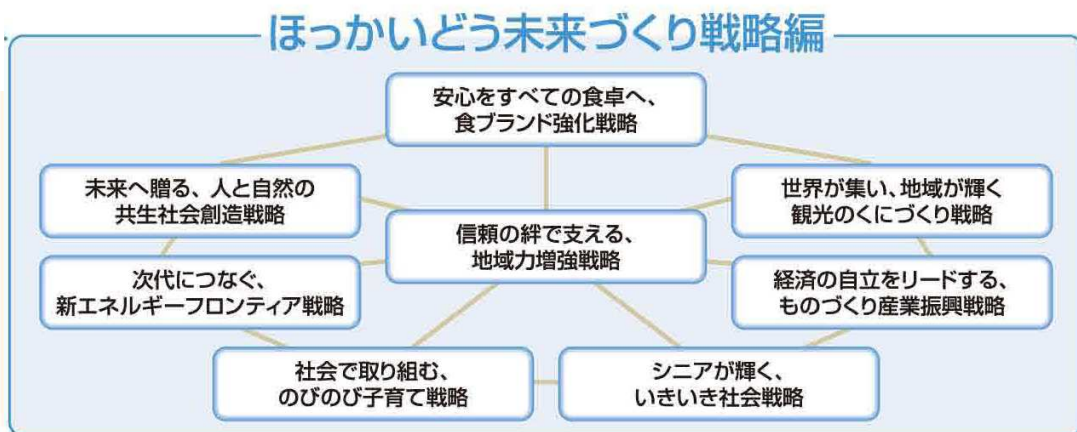 ほっかいどう未来づくり戦略編
安心をすべての食卓へ、
食ブランド強化戦略
未来へ贈る、人と自然の
共生社会創造戦略
世界が集い、地域が輝く
観光のくにづくり戦略
信頼の絆で支える、
地域力増強戦略
次代につなぐ、
新エネルギーフロンティア戦略
経済の自立をリードする、
ものづくり産業振興戦略
社会で取り組む、
のびのび子育て戦略
シニアが輝く、
いきいき社会戦略